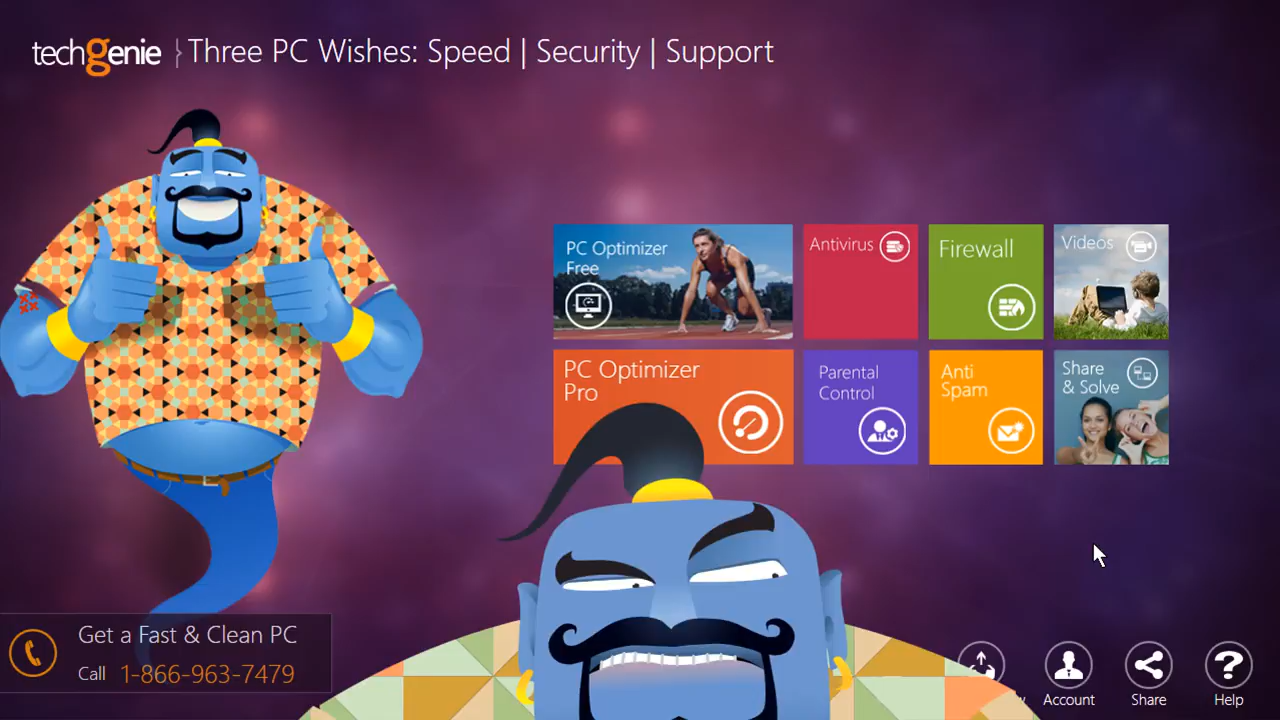 techgenie
Three PC Wishes: Speed | Security | Support
PC Optimizer
Free
Antivirus
Firewall
Videos
PC Optimizer
Pro
Parental
Control
Anti
Spam
Share
& Solve
Get a Fast & Clean PC
Call 1-866-963-7479
Account
Share
Help